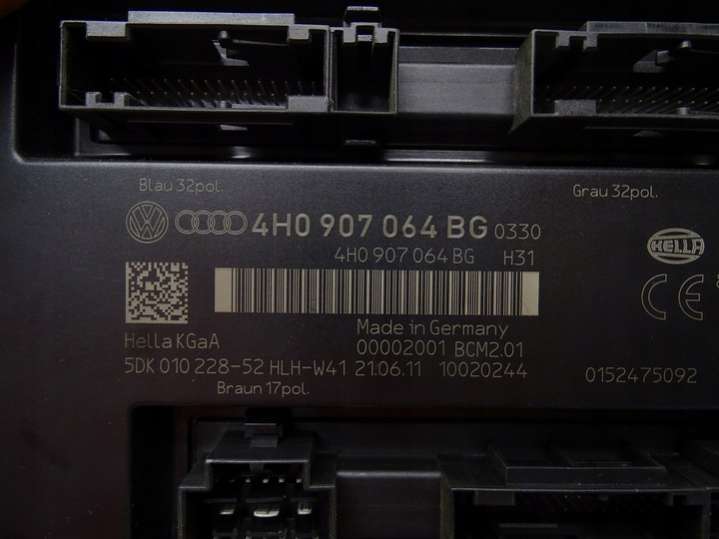 Blau 32pol.
Grau 32pol.
4H0 907 064 BG 0330
4H0 907 064 BG H31
HELLA
CE
Made in Germany
Hella KGaA
00002001 BCM2.01
5DK 010 228-52 HLH-W41 21.06.11 10020244
0152475092
Braun 17pol.